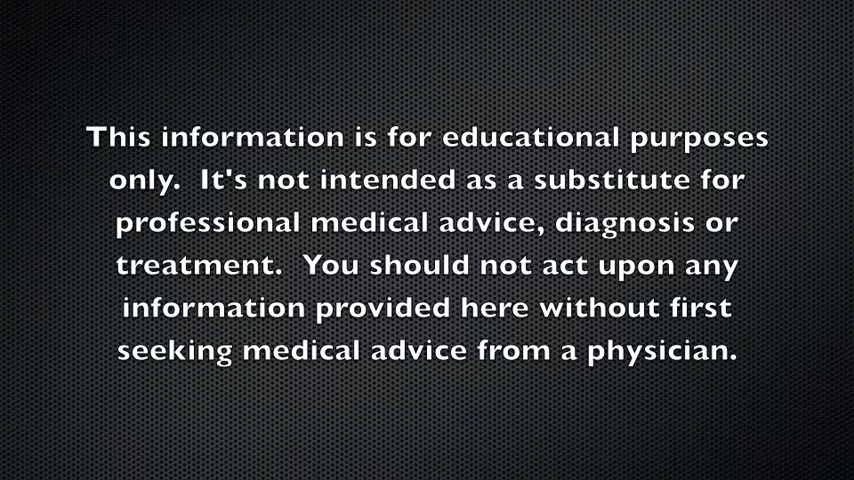 This information is for educational purposes
only.  It's not intended as a substitute for
professional medical advice, diagnosis or
treatment.  You should not act upon any
information provided here without first
seeking medical advice from a physician.